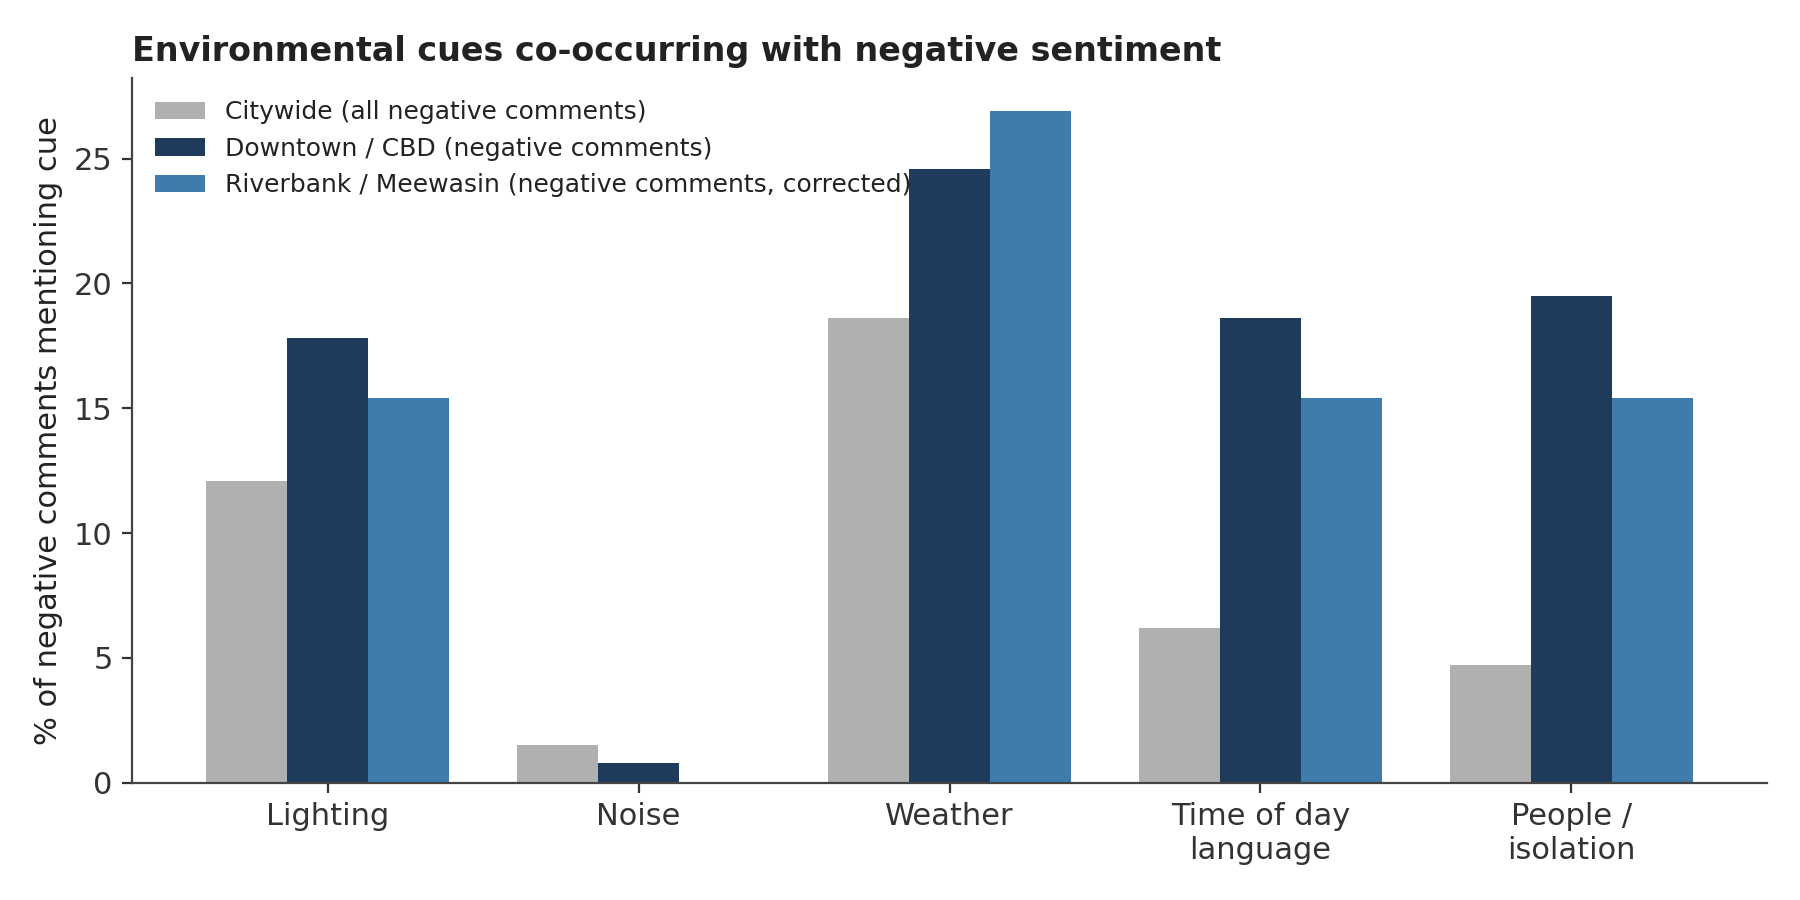 Environmental cues co-occurring with negative sentiment
Citywide (all negative comments)
Downtown / CBD (negative comments)
Riverbank / Meewasin (negative comments, corrected)
% of negative comments mentioning cue
25
20
15
10
5
0
Lighting
Noise
Weather
Time of day
language
People /
isolation